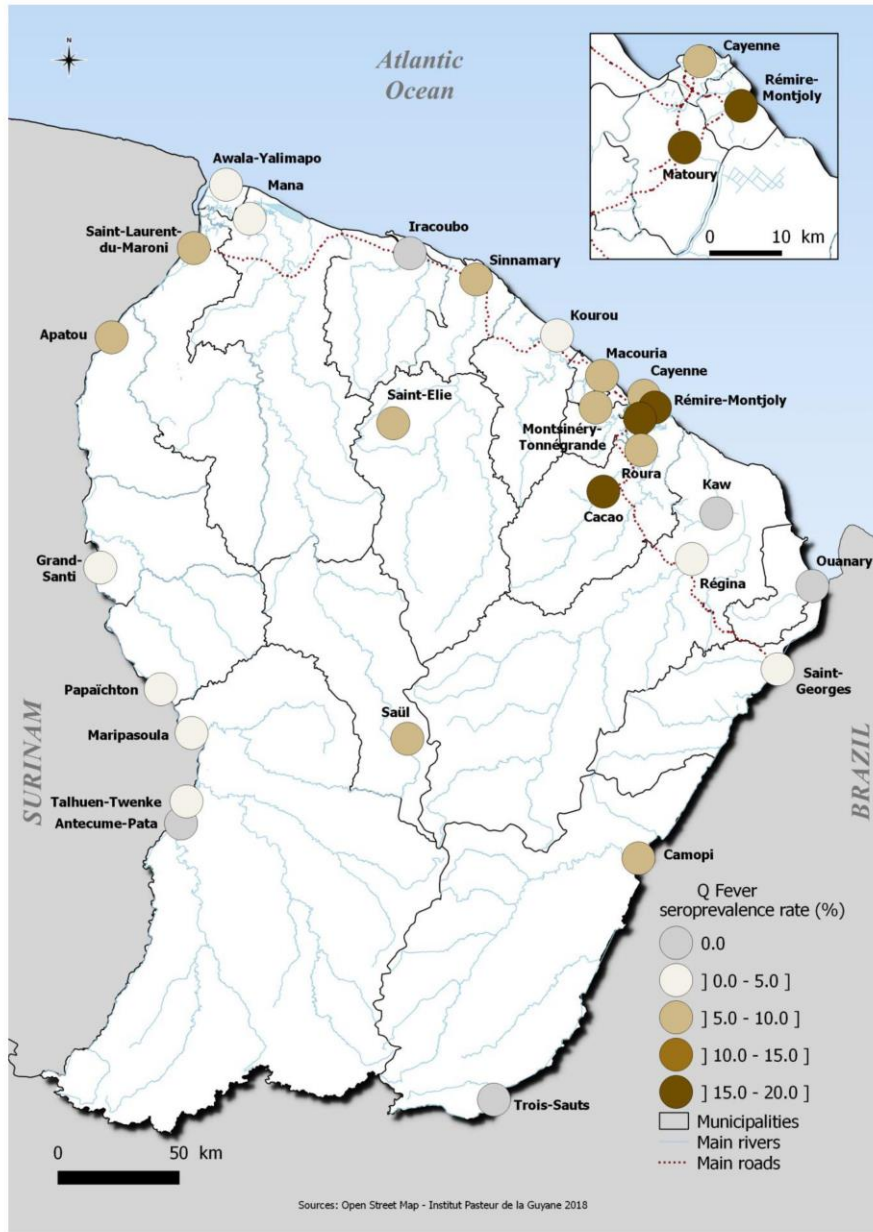 N
Atlantic
Ocean
Cayenne
Rémire-
Montjoly
Matoury
0 10 km
Awala-Yalimapo
Mana
Saint-Laurent-
du-Maroni
Iracoubo
Sinnamary
Apatou
Kourou
Macouria
Cayenne
Saint-Elie
Rémire-Montjoly
Montsinéry-
Tonnégrande
Roura
Kaw
Cacao
Grand-
Santi
Régina
Ouanary
Saint-
Georges
Papaïchton
Maripasoula
Saül
SURINAM
BRAZIL
Talhuen-Twenke
Antecume-Pata
Camopi
Q Fever
seroprevalence rate (%)
0.0
] 0.0 - 5.0 ]
] 5.0 - 10.0 ]
] 10.0 - 15.0 ]
] 15.0 - 20.0 ]
Municipalities
Main rivers
Main roads
Trois-Sauts
0 50 km
Sources: Open Street Map - Institut Pasteur de la Guyane 2018